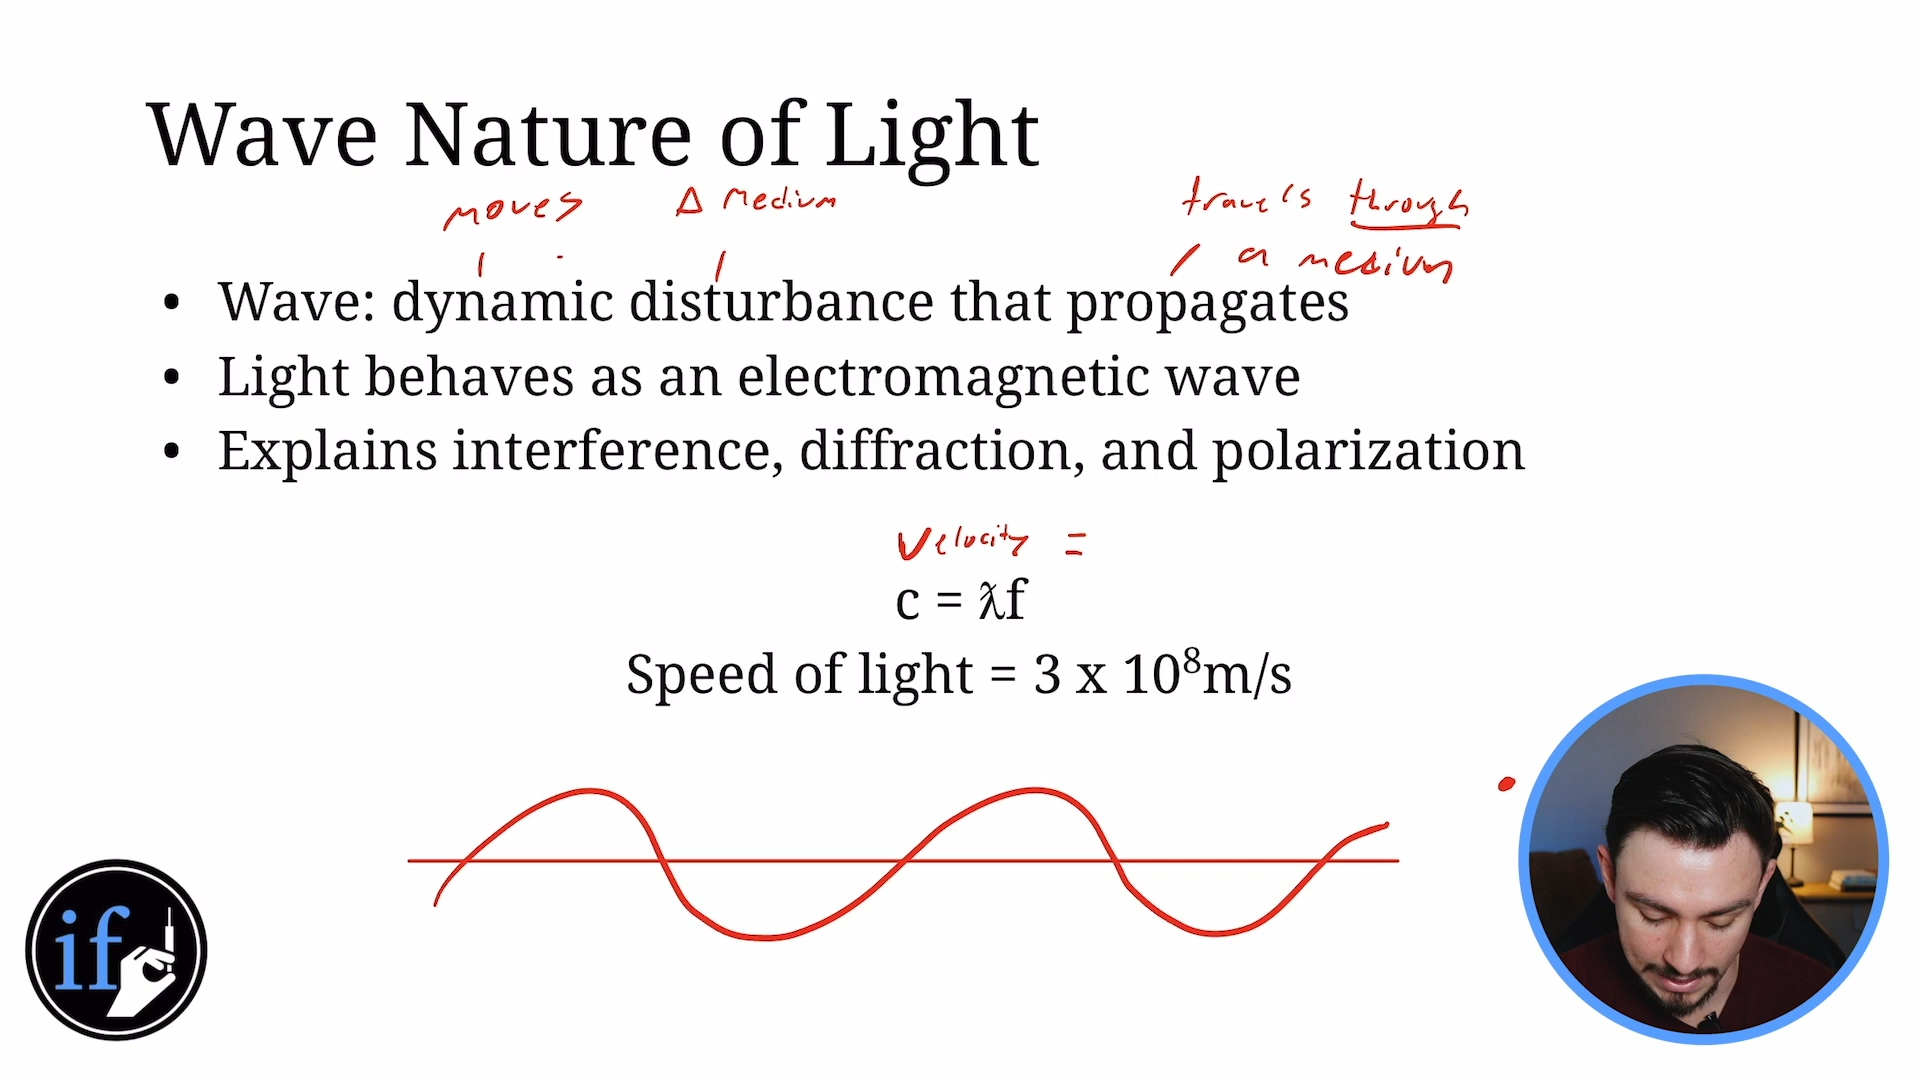 Wave Nature of Light
moves Δ Medium travels through
a medium
• Wave: dynamic disturbance that propagates
• Light behaves as an electromagnetic wave
• Explains interference, diffraction, and polarization
Velocity =
c = ƛf
Speed of light = 3 x 10⁸m/s
if